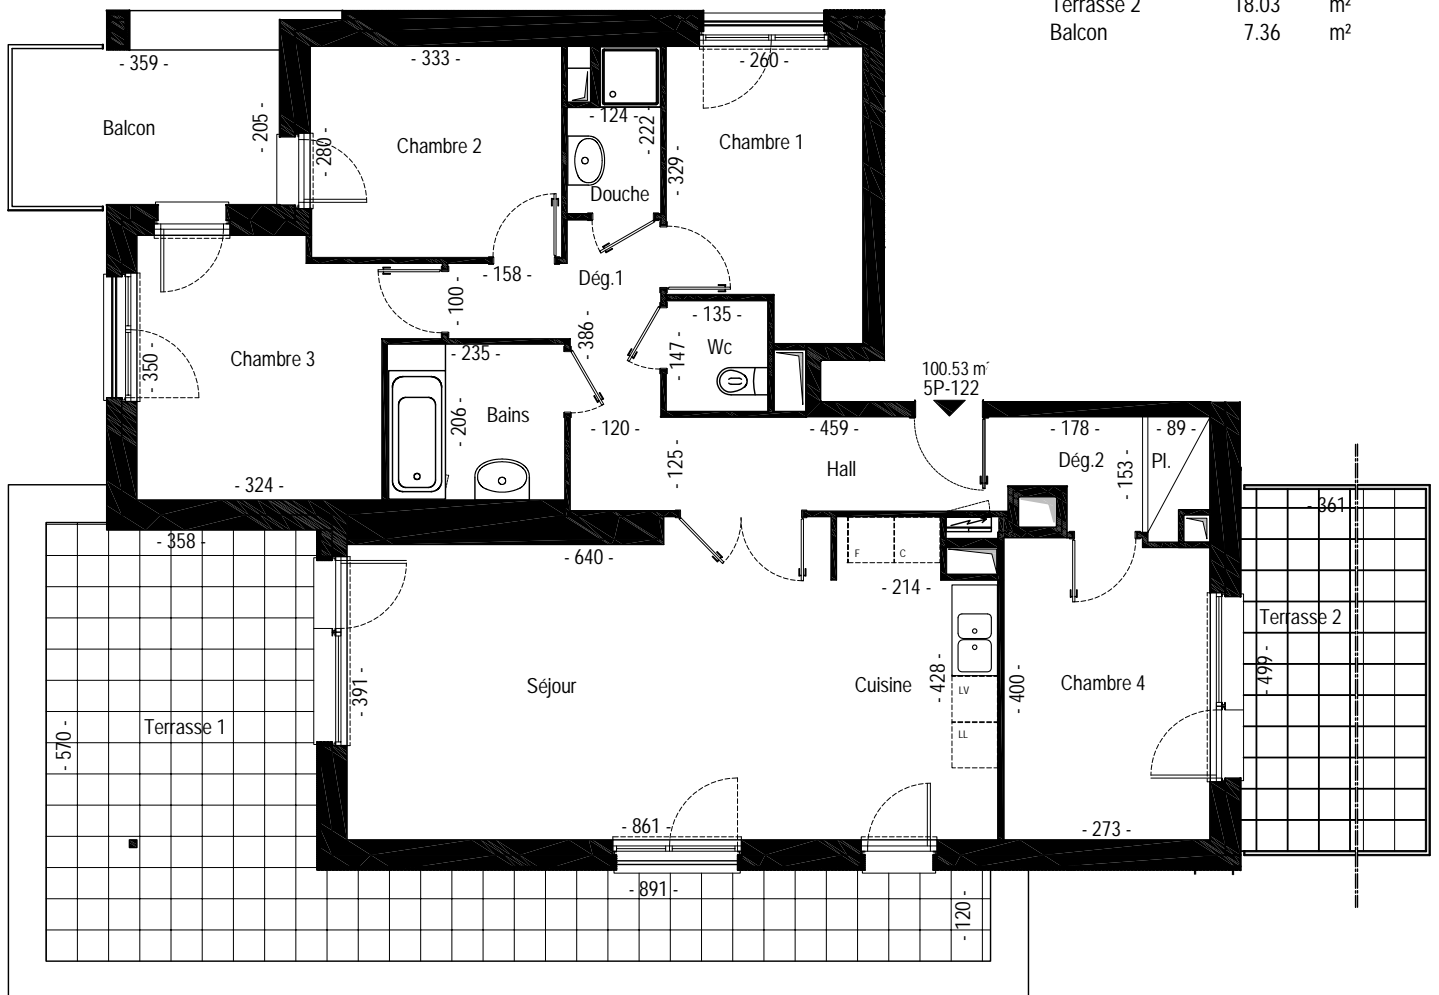 Terrasse 2 18.03 m²
Balcon 7.36 m²
- 359 -
- 333 -
- 260 -
- 124 -
- 222 -
- 205 -
- 280 -
- 329 -
Balcon
Chambre 2
Chambre 1
Douche
- 158 -
Dég.1
- 100 -
- 386 -
- 135 -
Wc
- 147 -
Chambre 3
- 350 -
- 235 -
Bains
- 206 -
100.53 m²
5P-122
- 120 -
- 459 -
- 178 -
- 89 -
Hall
Dég.2
Pl.
- 125 -
- 153 -
- 324 -
- 361 -
- 358 -
- 640 -
F
C
- 214 -
Terrasse 2
Séjour
Cuisine
Chambre 4
- 391 -
- 428 -
- 400 -
- 499 -
LV
LL
Terrasse 1
- 570 -
- 861 -
- 273 -
- 891 -
- 120 -